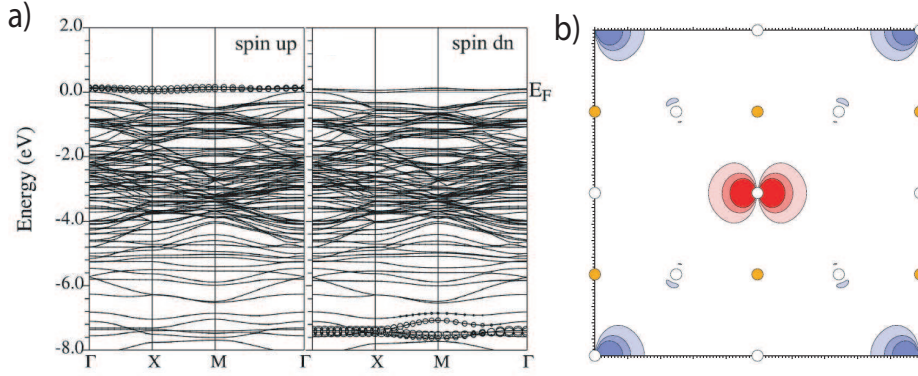 a)
b)
2.0
spin up
spin dn
0.0
E_F
-2.0
-4.0
-6.0
-8.0
Energy (eV)
Γ X M Γ X M Γ